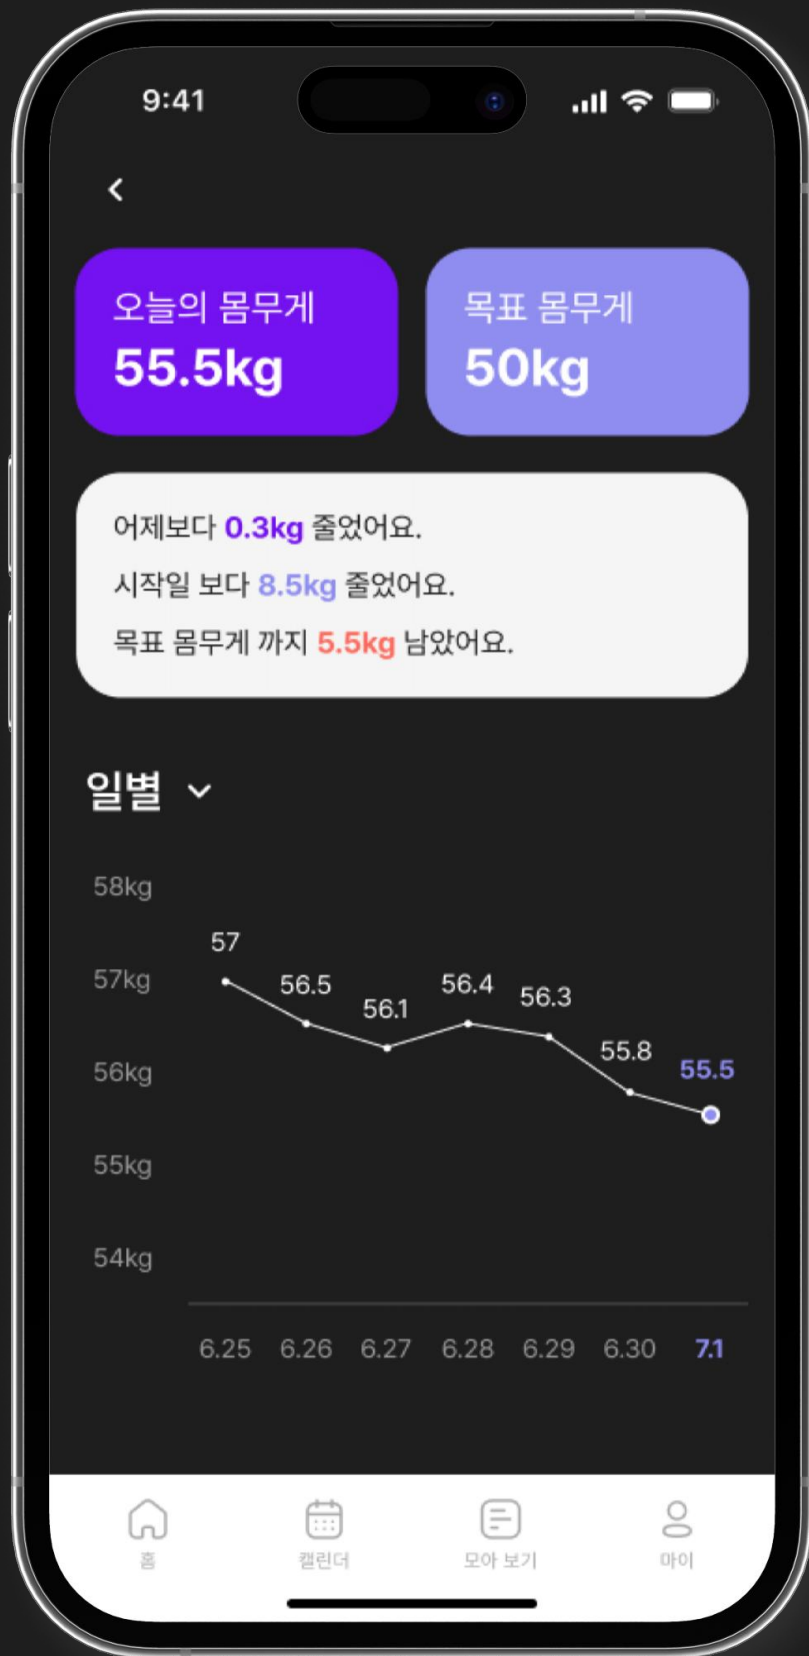 9:41
오늘의 몸무게
55.5kg
목표 몸무게
50kg
어제보다 0.3kg 줄었어요.
시작일 보다 8.5kg 줄었어요.
목표 몸무게 까지 5.5kg 남았어요.
일별
58kg
57kg
56kg
55kg
54kg
57
56.5
56.1
56.4
56.3
55.8
55.5
6.25 6.26 6.27 6.28 6.29 6.30 7.1
홈 캘린더 모아 보기 마이